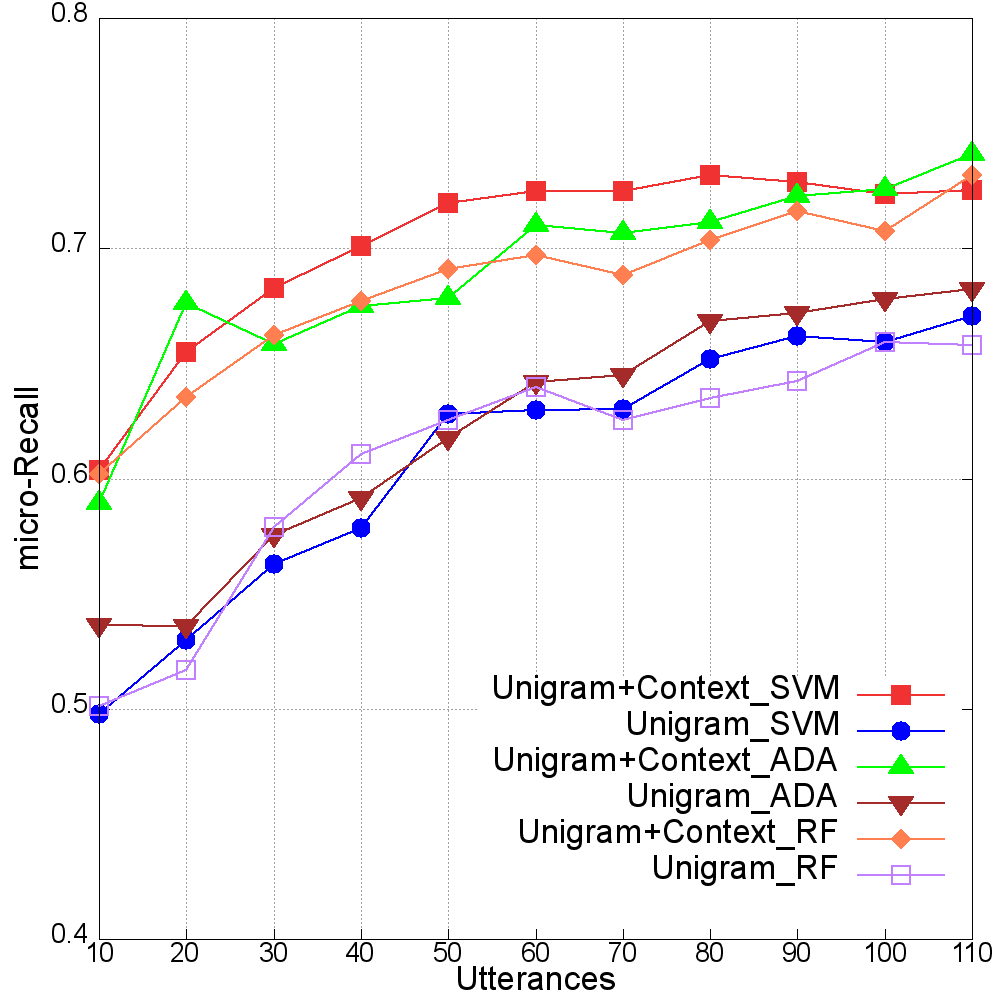 0.8
0.7
0.6
0.5
0.4
micro-Recall
Unigram+Context_SVM
Unigram_SVM
Unigram+Context_ADA
Unigram_ADA
Unigram+Context_RF
Unigram_RF
10 20 30 40 50 60 70 80 90 100 110
Utterances